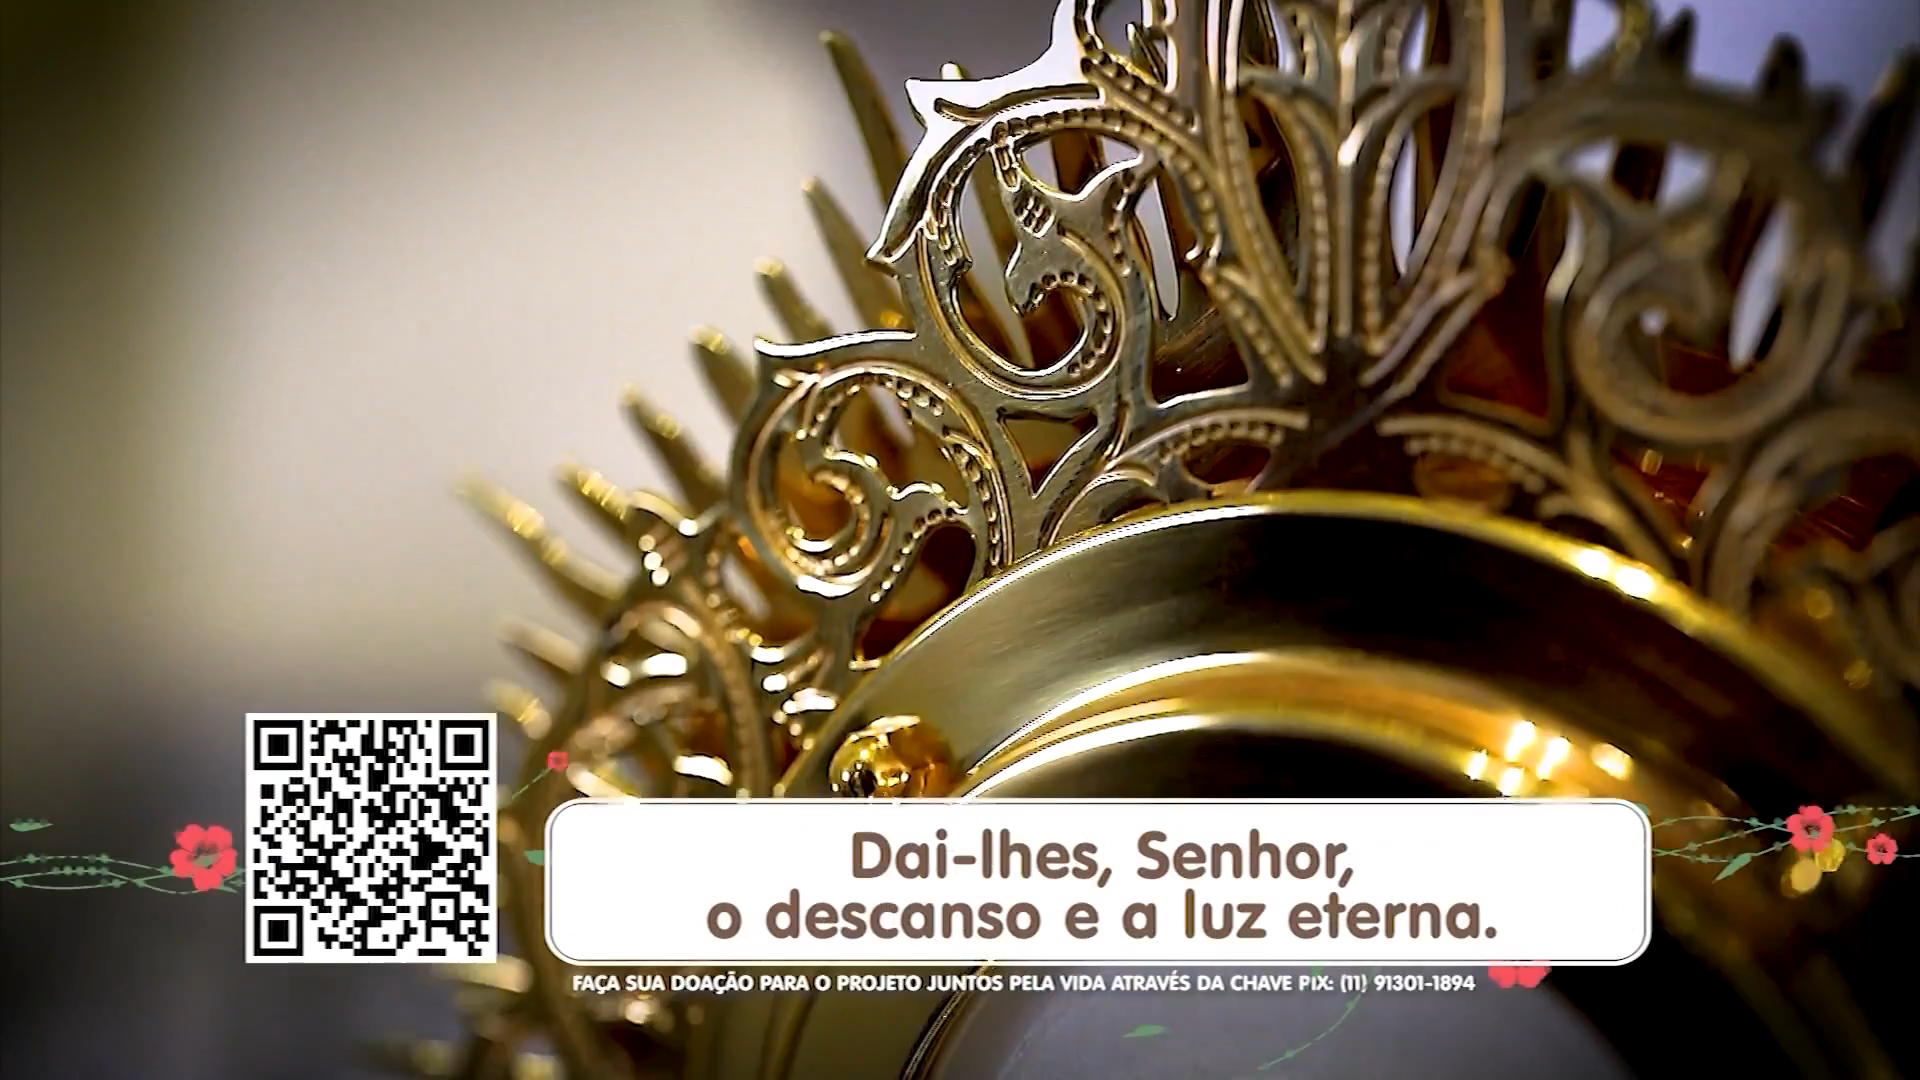 Dai-lhes, Senhor,
o descanso e a luz eterna.
FAÇA SUA DOAÇÃO PARA O PROJETO JUNTOS PELA VIDA ATRAVÉS DA CHAVE PIX: (11) 91301-1894